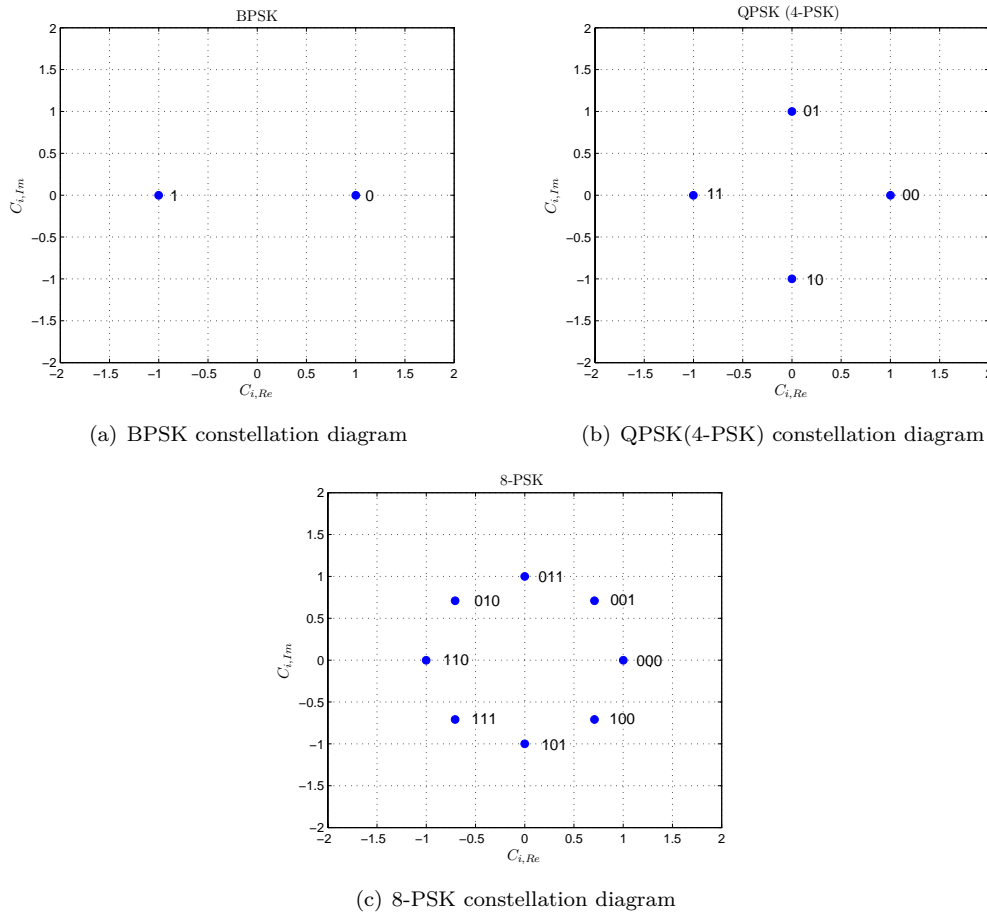 BPSK
2
1.5
1
0.5
0
−0.5
−1
−1.5
−2
C_{i,Im}
1
0
−2 −1.5 −1 −0.5 0 0.5 1 1.5 2
C_{i,Re}
(a) BPSK constellation diagram
QPSK (4-PSK)
2
1.5
1
0.5
0
−0.5
−1
−1.5
−2
C_{i,Im}
01
11
00
10
−2 −1.5 −1 −0.5 0 0.5 1 1.5 2
C_{i,Re}
(b) QPSK(4-PSK) constellation diagram
8-PSK
2
1.5
1
0.5
0
−0.5
−1
−1.5
−2
C_{i,Im}
011
010
001
110
000
111
100
101
−2 −1.5 −1 −0.5 0 0.5 1 1.5 2
C_{i,Re}
(c) 8-PSK constellation diagram